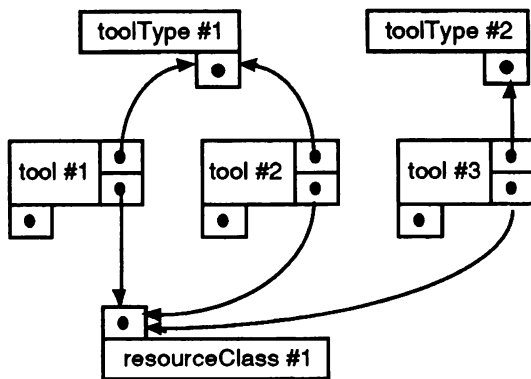 toolType #1
toolType #2
tool #1
tool #2
tool #3
resourceClass #1